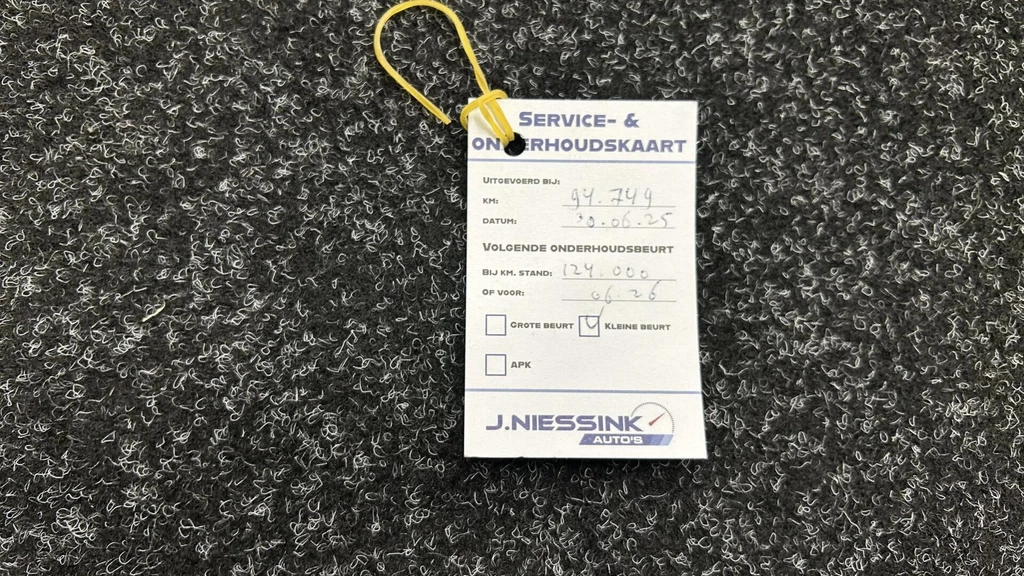 SERVICE- &
ONDERHOUDSKAART
UITGEVOERD BIJ:
KM: 94.749
DATUM: 30.06.25
VOLGENDE ONDERHOUDSBEURT
BIJ KM. STAND: 124.000
OF VOOR: 06.26
GROTE BEURT KLEINE BEURT
APK
J.NIESSINK
AUTO'S